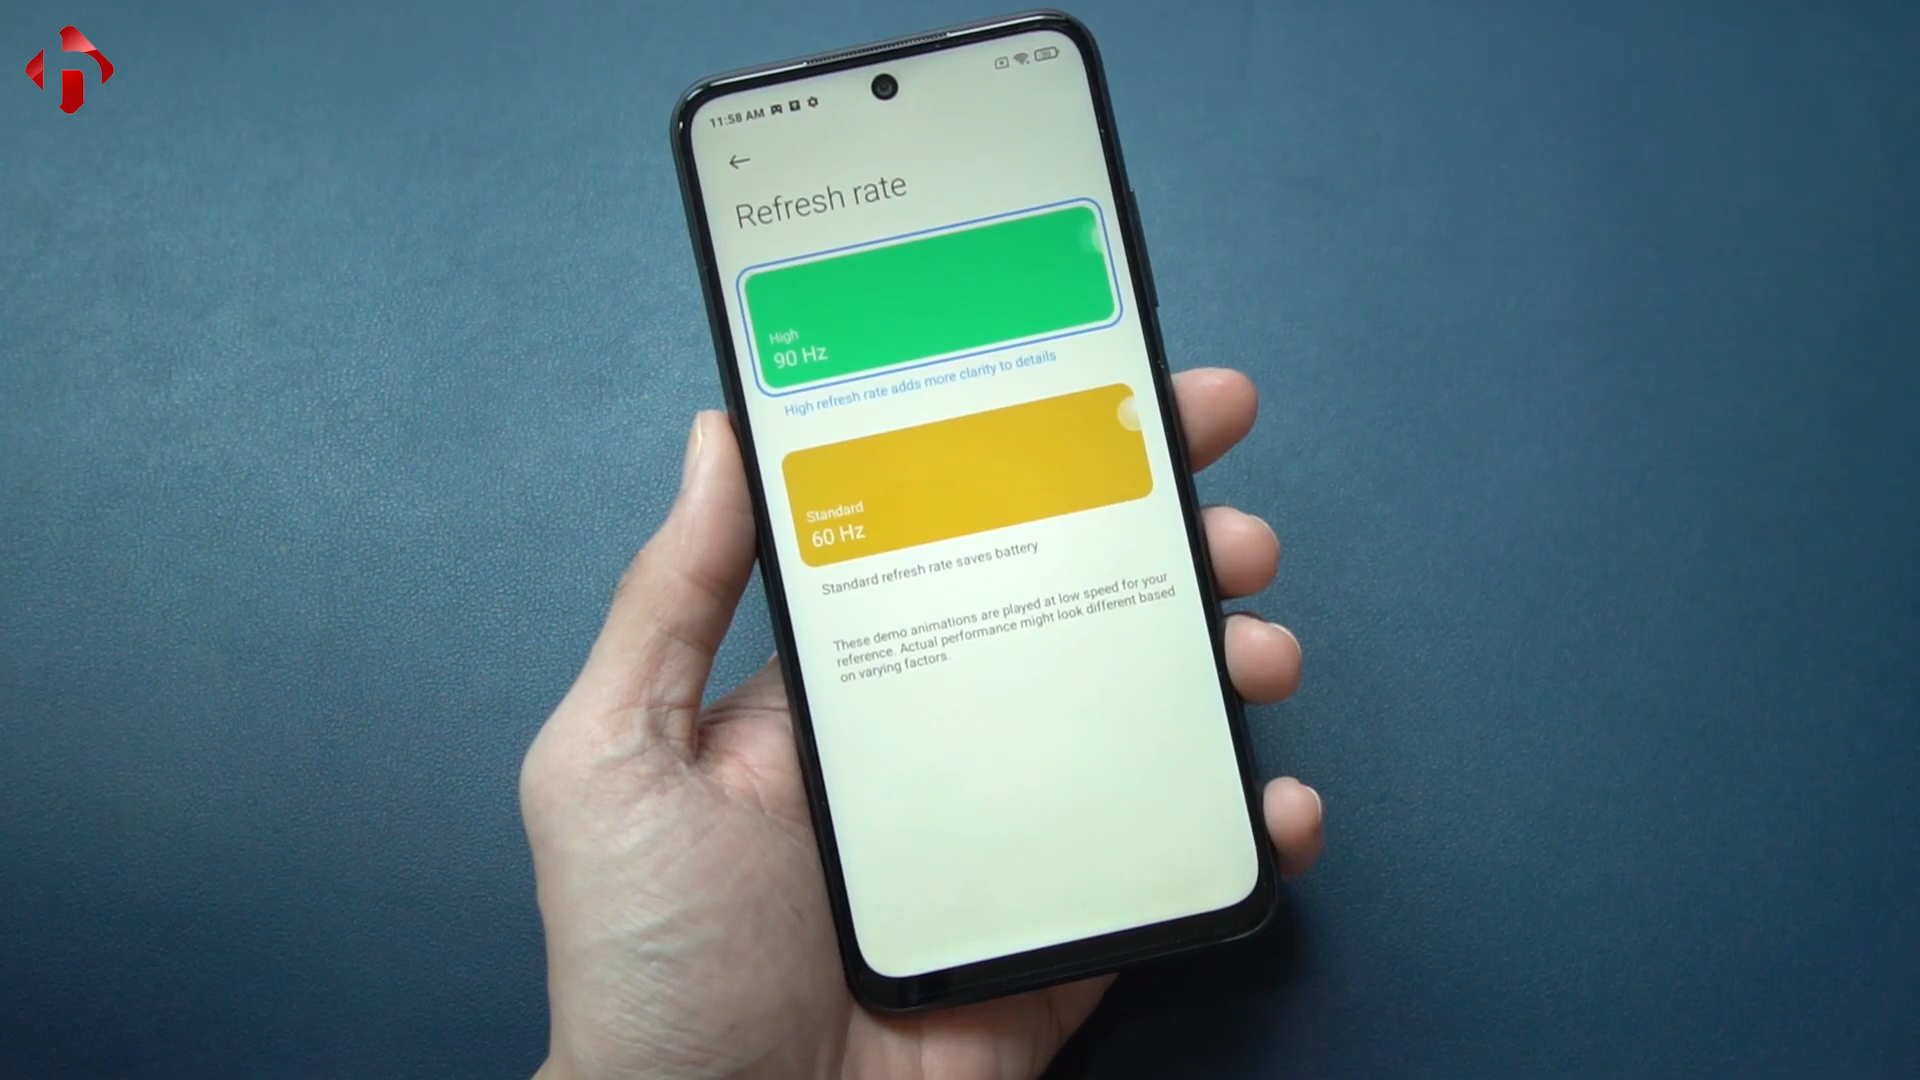 11:58 AM
Refresh rate
High
90 Hz
High refresh rate adds more clarity to details
Standard
60 Hz
Standard refresh rate saves battery
These demo animations are played at low speed for your
reference. Actual performance might look different based
on varying factors.